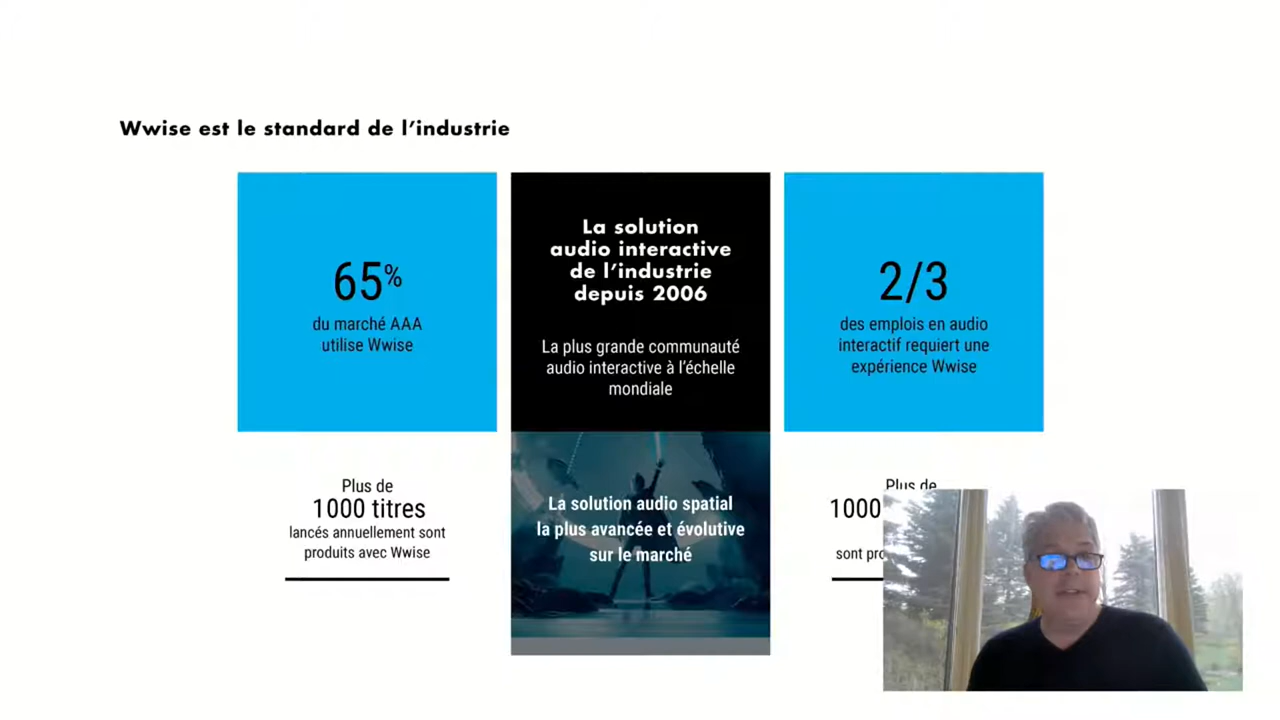 Wwise est le standard de l’industrie
65%
du marché AAA
utilise Wwise
Plus de
1000 titres
lancés annuellement sont
produits avec Wwise
La solution
audio interactive
de l’industrie
depuis 2006
La plus grande communauté
audio interactive à l’échelle
mondiale
La solution audio spatial
la plus avancée et évolutive
sur le marché
2/3
des emplois en audio
interactif requiert une
expérience Wwise
Plus de
1000
sont